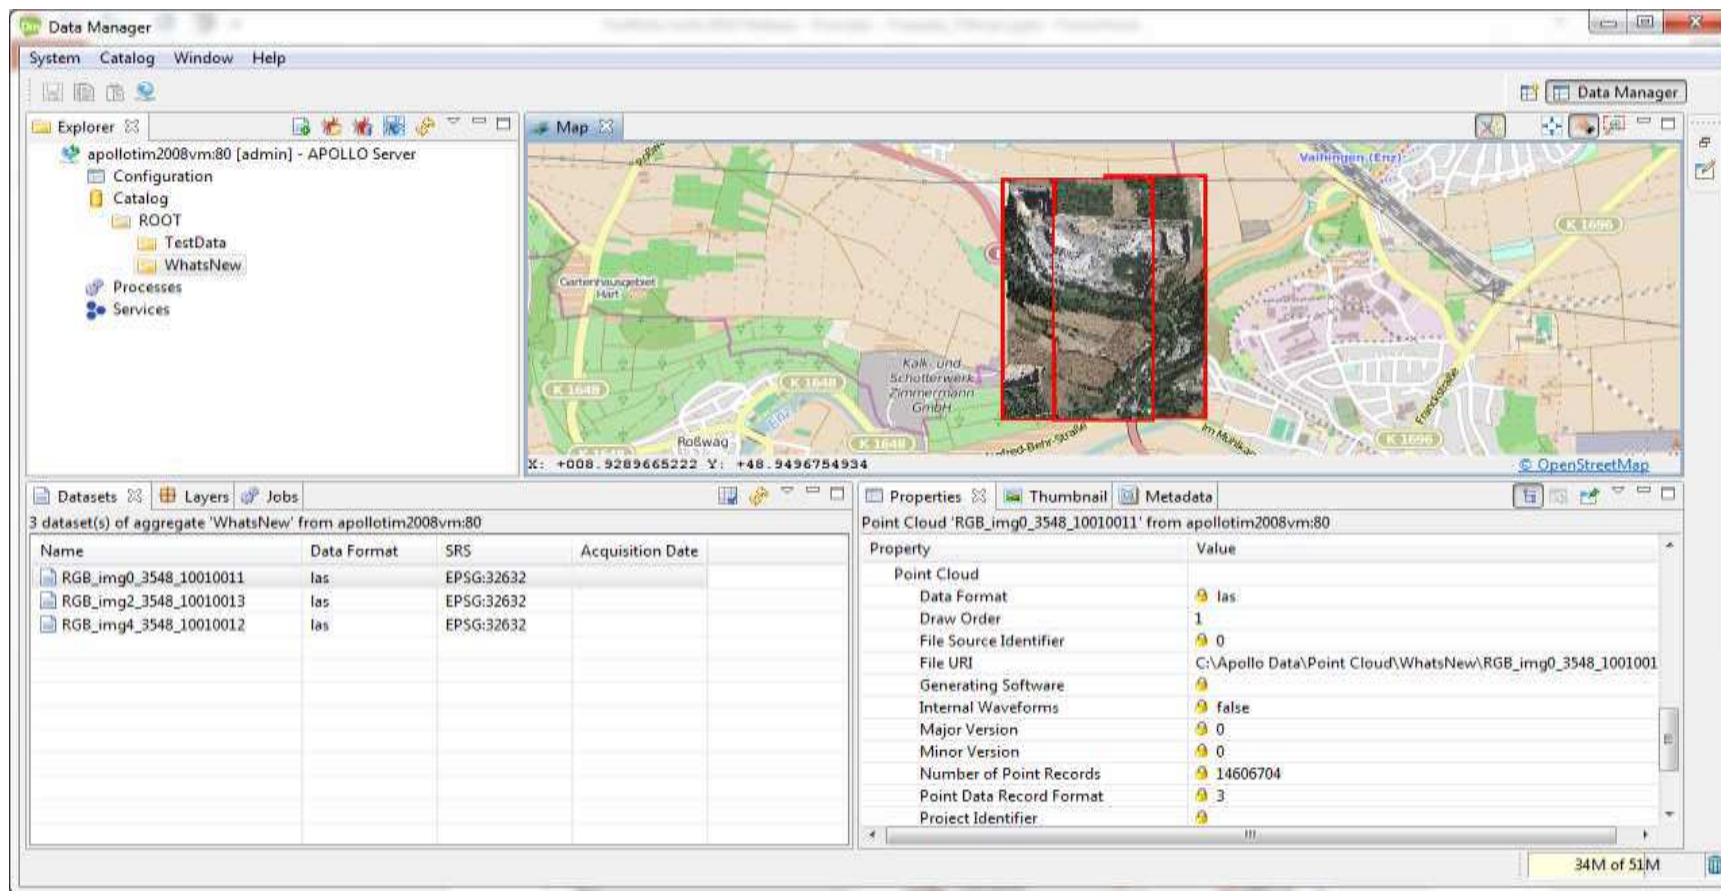 Data Manager
System Catalog Window Help
Data Manager
Explorer
apollotim2008vm:80 [admin] - APOLLO Server
Configuration
Catalog
ROOT
TestData
WhatsNew
Processes
Services
Map
Vaihingen (Enz)
K 1696
Gartenhausgebiet
Hart
Kalk- und
Schotterwerk
Zimmermann
GmbH
K 1648
K 1648
Roßwag
K 1648
K 1648
K 1696
Franckstraße
X: +008.9289665222 Y: +48.9496754934
© OpenStreetMap
Datasets Layers Jobs
3 dataset(s) of aggregate 'WhatsNew' from apollotim2008vm:80
Name Data Format SRS Acquisition Date
RGB_img0_3548_10010011 las EPSG:32632
RGB_img2_3548_10010013 las EPSG:32632
RGB_img4_3548_10010012 las EPSG:32632
Properties Thumbnail Metadata
Point Cloud 'RGB_img0_3548_10010011' from apollotim2008vm:80
Property Value
Point Cloud
Data Format las
Draw Order 1
File Source Identifier 0
File URI C:\Apollo Data\Point Cloud\WhatsNew\RGB_img0_3548_1001001
Generating Software
Internal Waveforms false
Major Version 0
Minor Version 0
Number of Point Records 14606704
Point Data Record Format 3
Project Identifier
34M of 51M